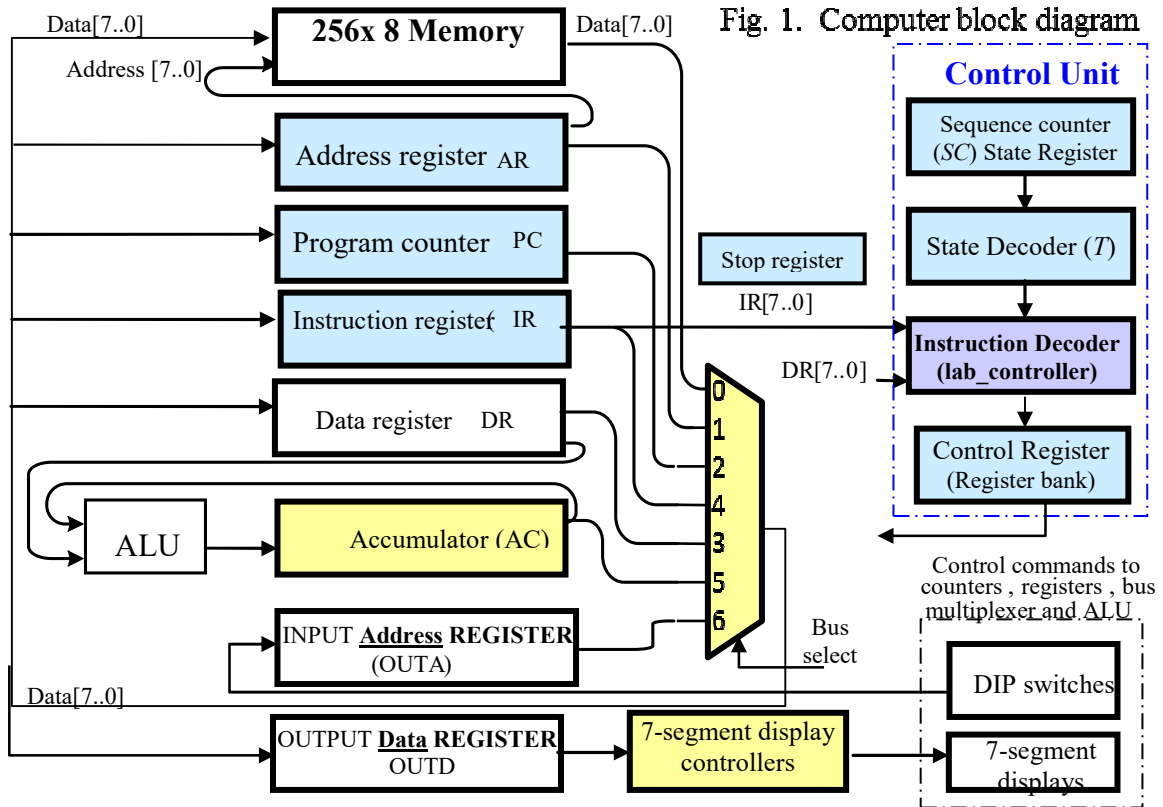 Fig. 1. Computer block diagram
Data[7..0]
256x 8 Memory
Data[7..0]
Address [7..0]
Address register AR
Program counter PC
Instruction register( IR
Data register DR
ALU
Accumulator (AC)
INPUT Address REGISTER
(OUTA)
Data[7..0]
OUTPUT Data REGISTER
OUTD
7-segment display
controllers
0
1
2
4
3
5
6
Bus
select
Stop register
IR[7..0]
DR[7..0]
Control Unit
Sequence counter
(SC) State Register
State Decoder (T)
Instruction Decoder
(lab_controller)
Control Register
(Register bank)
Control commands to
counters , registers , bus
multiplexer and ALU
DIP switches
7-segment
displays